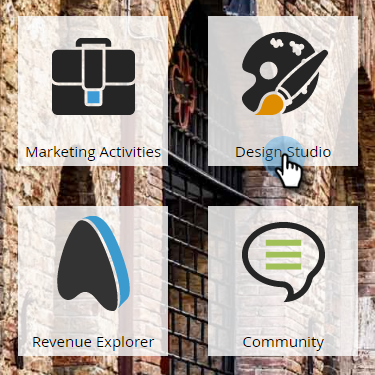 Marketing Activities
Design Studio
Revenue Explorer
Community